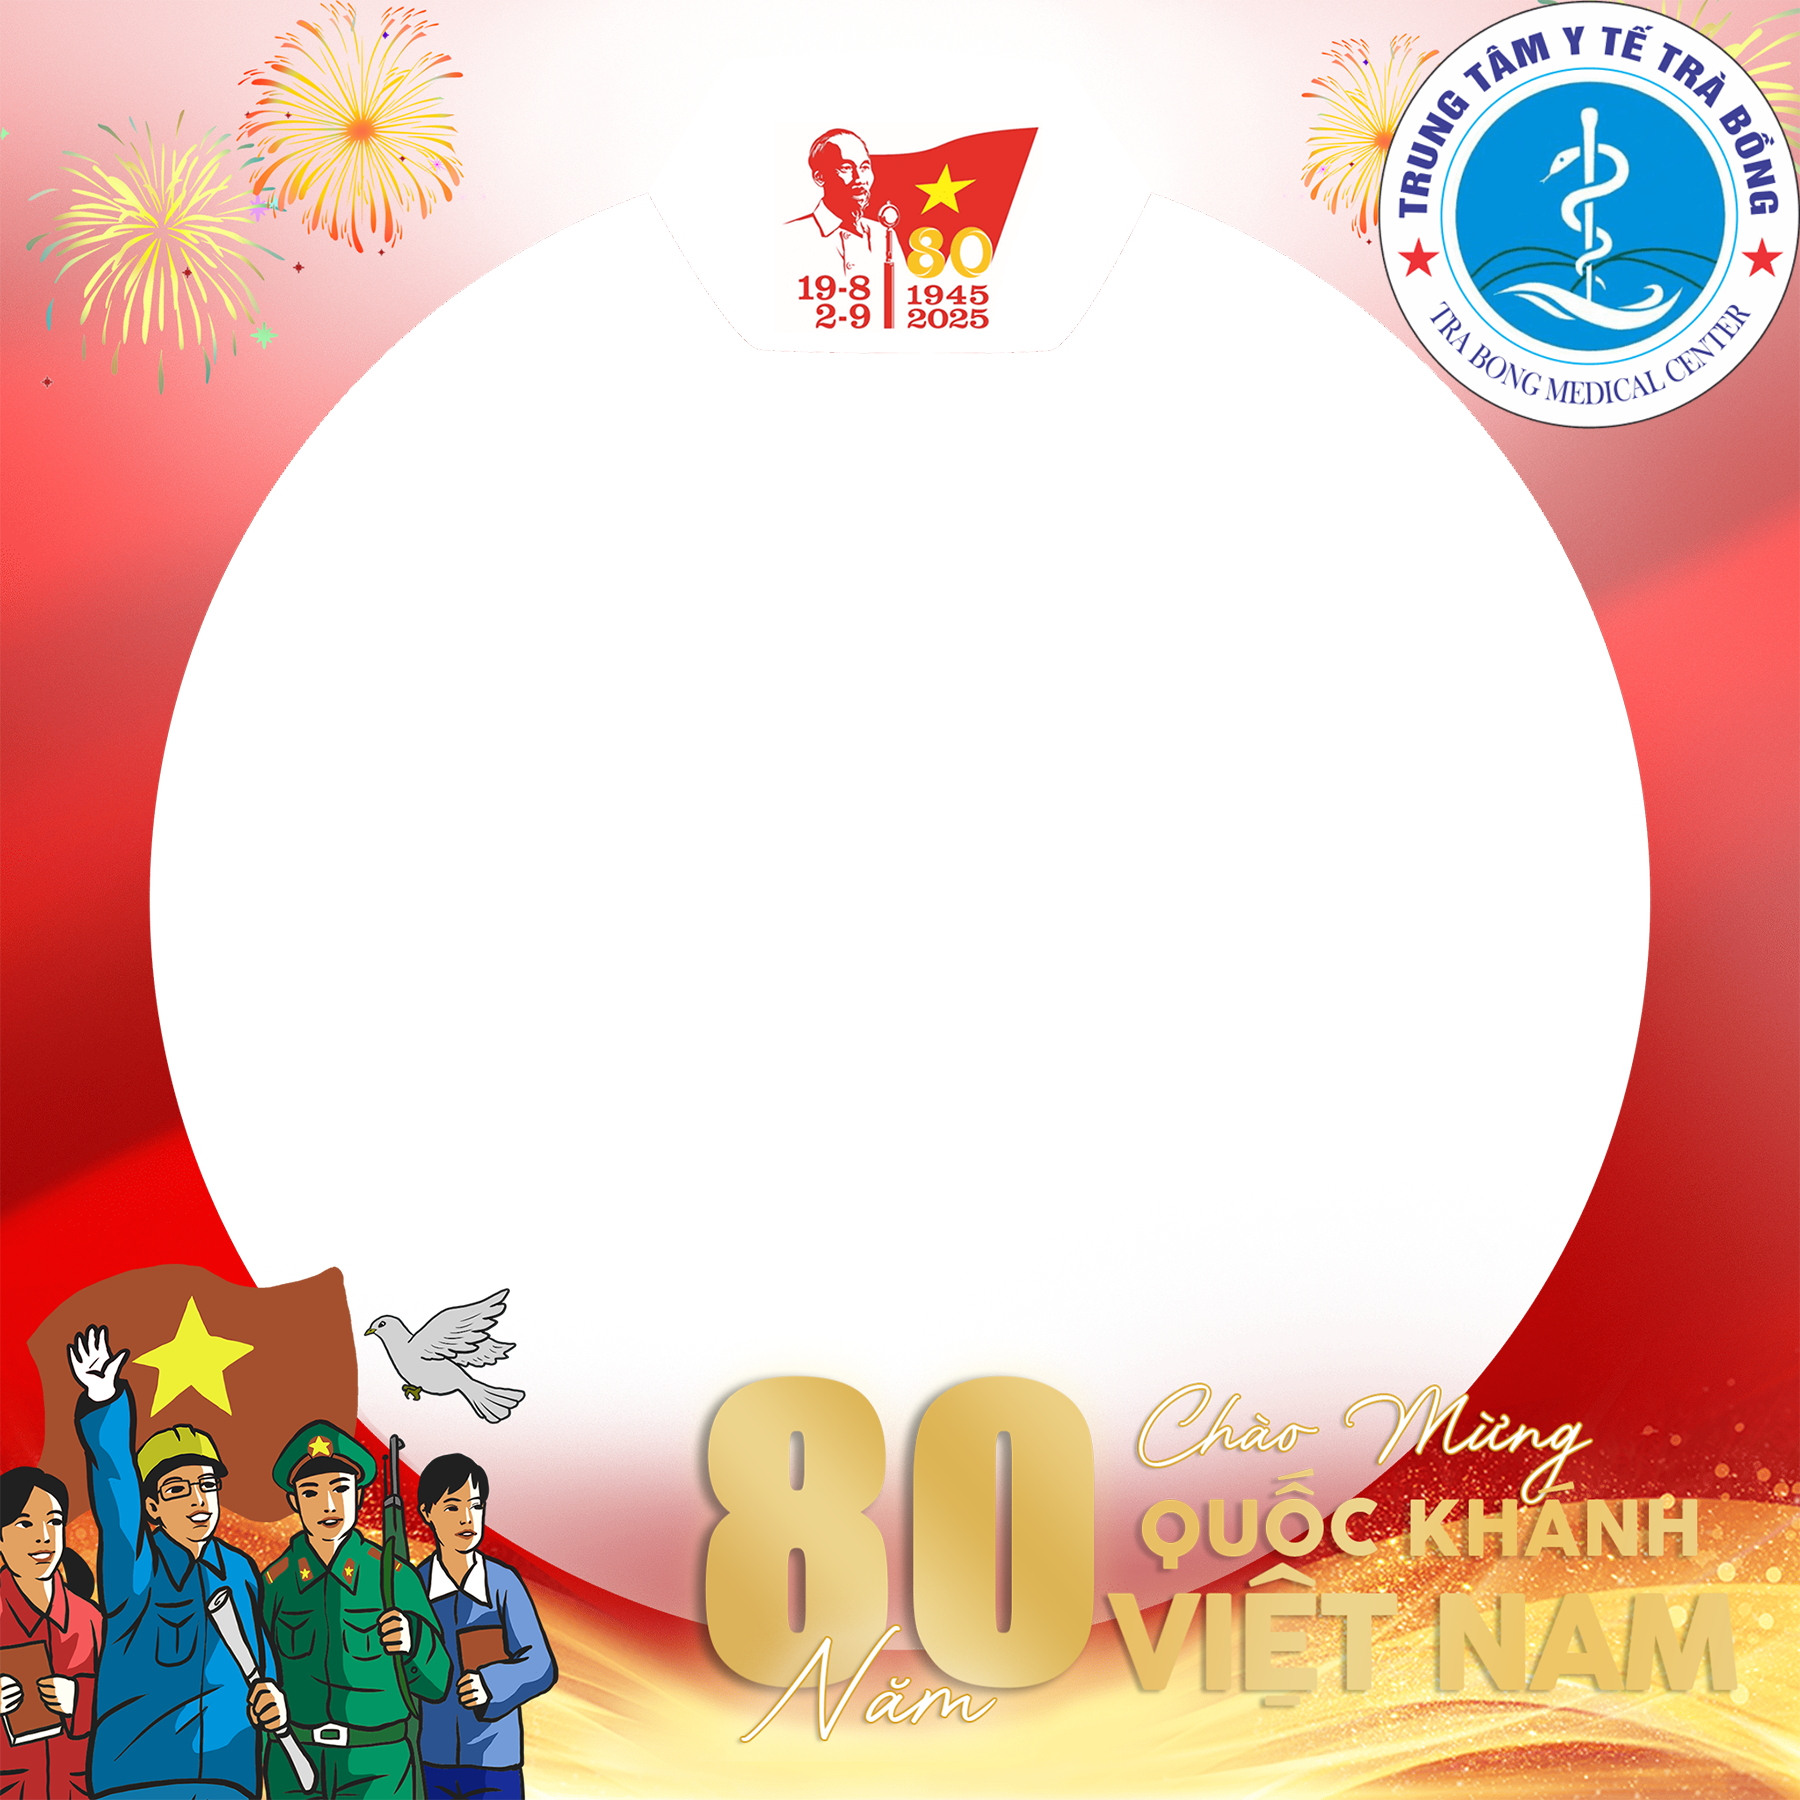 TRUNG TÂM Y TẾ TRÀ BỒNG
TRA BONG MEDICAL CENTER
80
19-8
2-9
1945
2025
80
Năm
Chào Mừng
QUỐC KHÁNH
VIỆT NAM